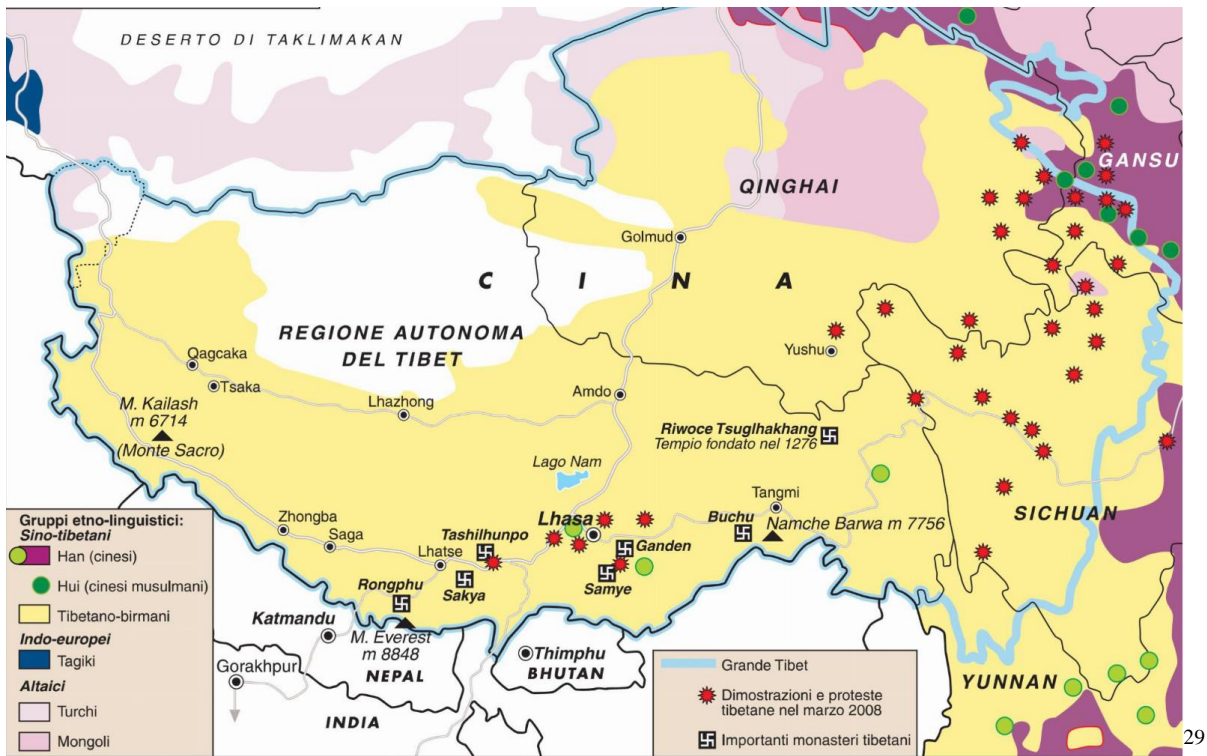 DESERTO DI TAKLIMAKAN
GANSU
QINGHAI
Golmud
C I N A
REGIONE AUTONOMA
DEL TIBET
Yushu
Qagcaka
Tsaka
Amdo
Lhazhong
M. Kailash
m 6714
(Monte Sacro)
Riwoce Tsuglhakhang
Tempio fondato nel 1276
Lago Nam
Tangmi
Zhongba
Saga
Lhasa
Buchu
Namche Barwa m 7756
SICHUAN
Tashilhunpo
Lhatse
Ganden
Rongphu
Sakya
Samye
Katmandu
M. Everest
m 8848
Gorakhpur
NEPAL
Thimphu
BHUTAN
INDIA
YUNNAN
Gruppi etno-linguistici:
Sino-tibetani
Han (cinesi)
Hui (cinesi musulmani)
Tibetano-birmani
Indo-europei
Tagiki
Altaici
Turchi
Mongoli
Grande Tibet
Dimostrazioni e proteste
tibetane nel marzo 2008
Importanti monasteri tibetani
29